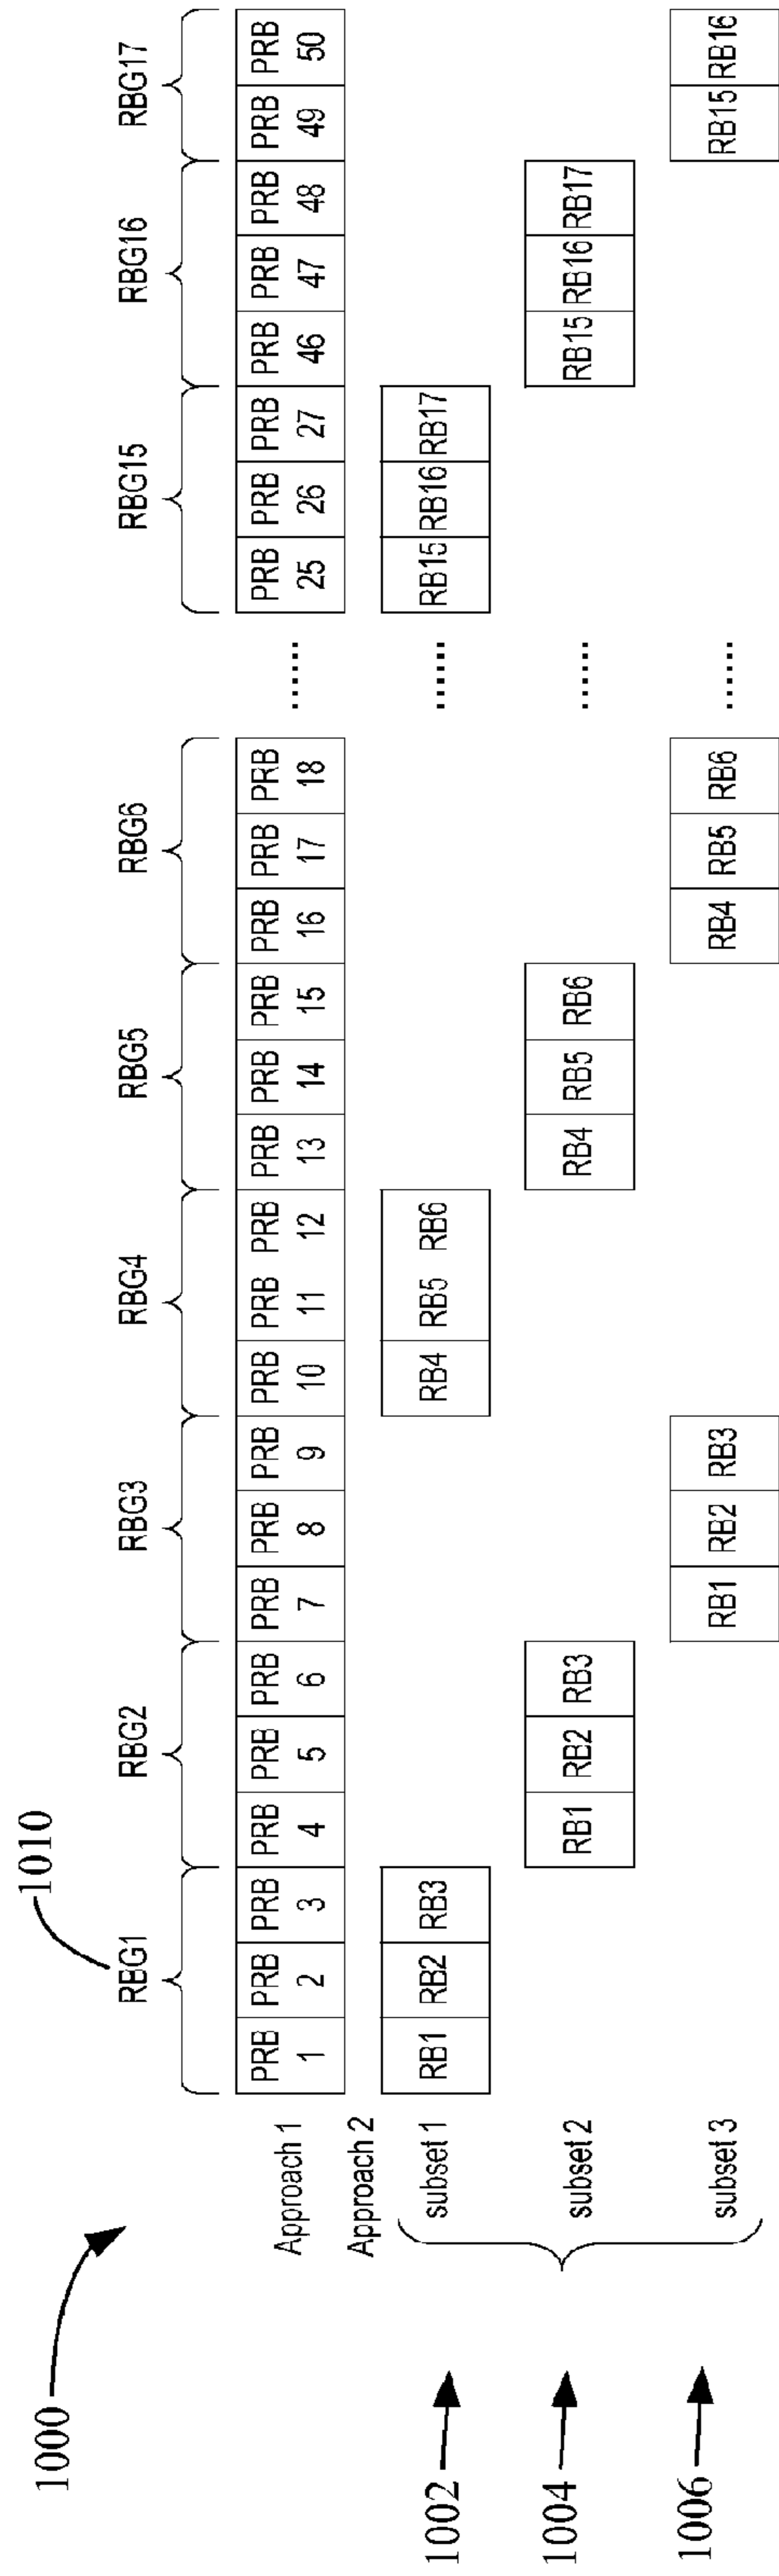 1000
1010
RBG1 RBG2 RBG3 RBG4 RBG5 RBG6 RBG15 RBG16 RBG17
Approach 1
PRB 1 PRB 2 PRB 3 PRB 4 PRB 5 PRB 6 PRB 7 PRB 8 PRB 9 PRB 10 PRB 11 PRB 12 PRB 13 PRB 14 PRB 15 PRB 16 PRB 17 PRB 18 ...... PRB 25 PRB 26 PRB 27 PRB 46 PRB 47 PRB 48 PRB 49 PRB 50
Approach 2
1002 subset 1 RB1 RB2 RB3 RB4 RB5 RB6 ...... RB15 RB16 RB17
1004 subset 2 RB1 RB2 RB3 RB4 RB5 RB6 ...... RB15 RB16 RB17
1006 subset 3 RB1 RB2 RB3 RB4 RB5 RB6 ...... RB15 RB16